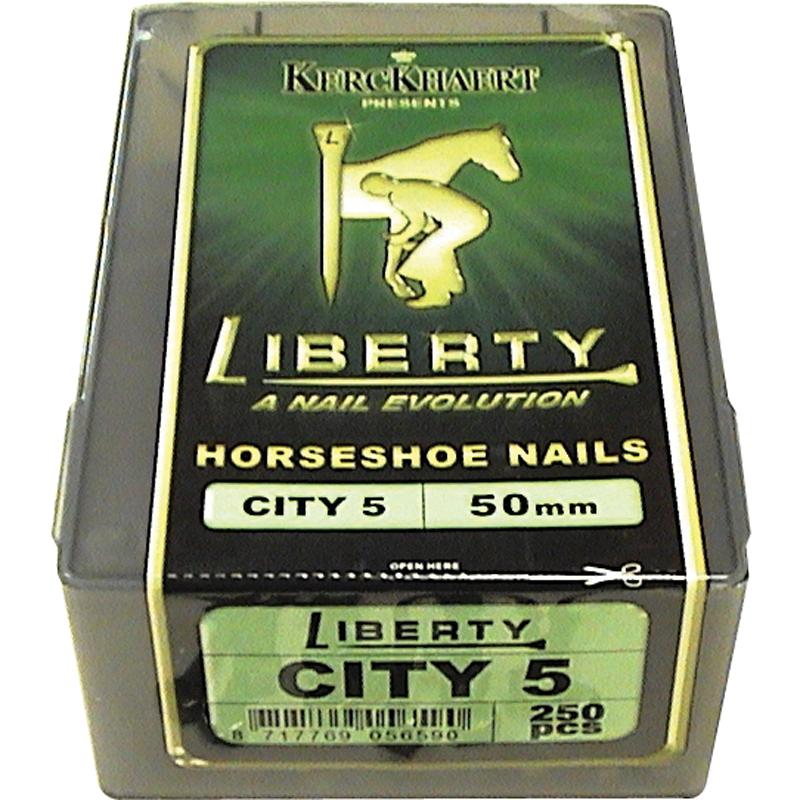 KERCKHAERT
PRESENTS
L
LIBERTY
A NAIL EVOLUTION
HORSESHOE NAILS
CITY 5 50mm
OPEN HERE
LIBERTY
CITY 5
250
pcs
8 717769 056590